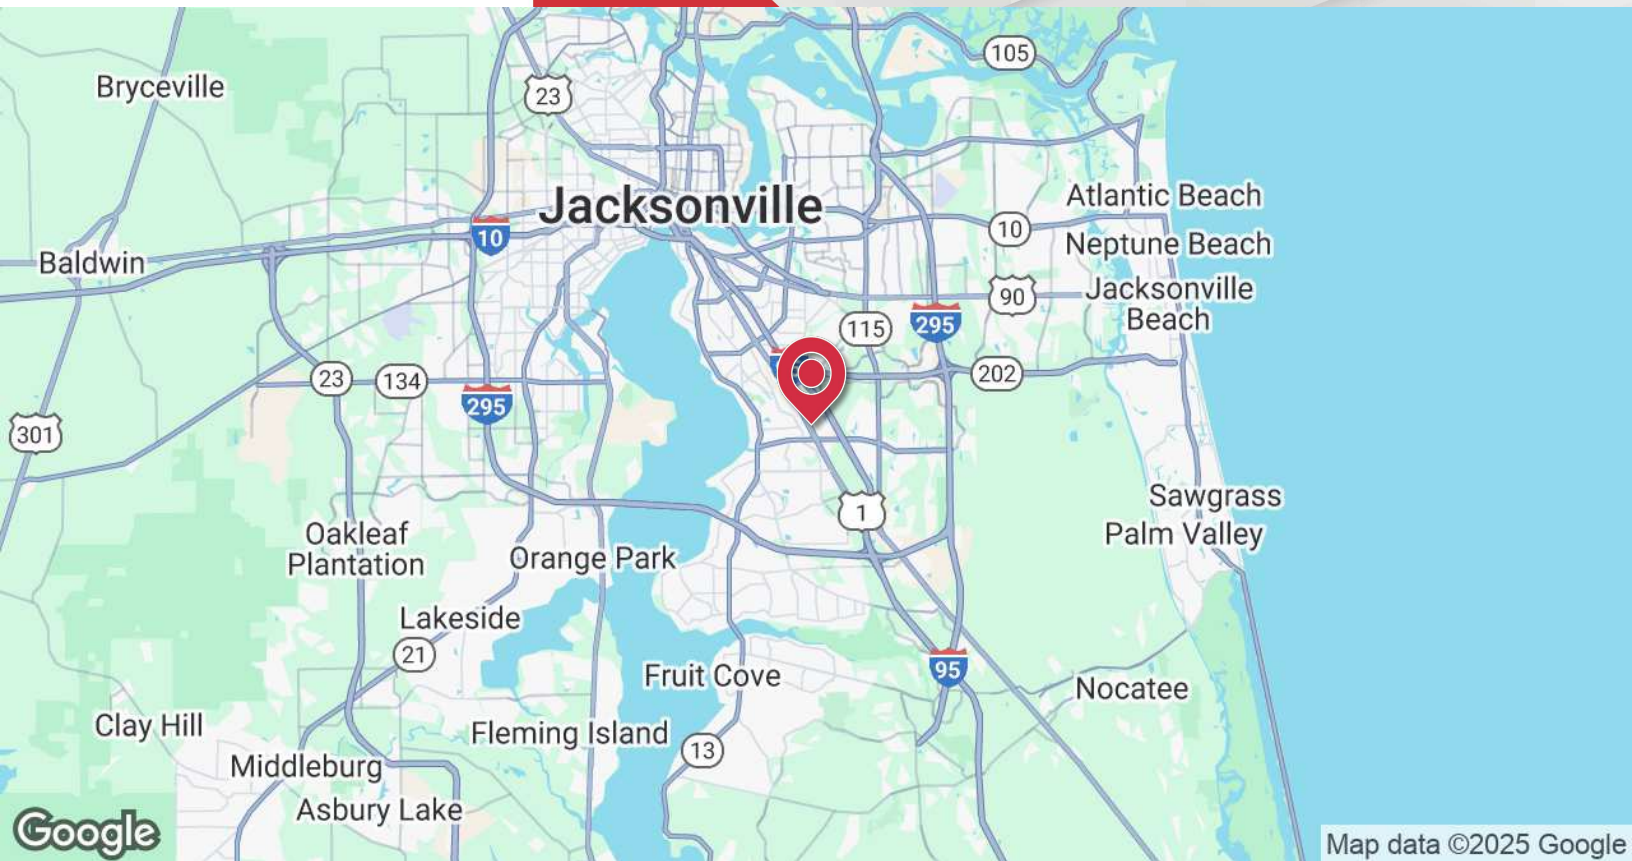 105
Bryceville
23
Atlantic Beach
Jacksonville
10
10
Neptune Beach
Baldwin
Jacksonville
Beach
90
295
115
202
23
134
295
301
Sawgrass
1
Palm Valley
Oakleaf
Plantation
Orange Park
Lakeside
21
95
Fruit Cove
Nocatee
Clay Hill
Fleming Island
13
Middleburg
Asbury Lake
Google
Map data ©2025 Google